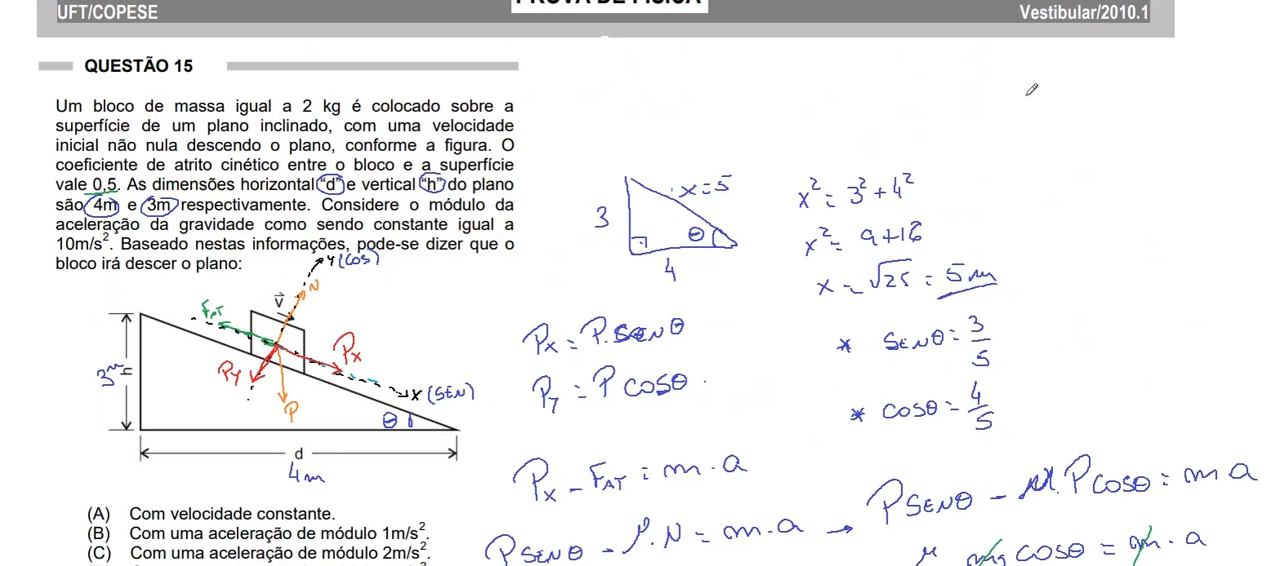 PROVA DE FÍSICA
UFT/COPESE
Vestibular/2010.1
QUESTÃO 15
Um bloco de massa igual a 2 kg é colocado sobre a
superfície de um plano inclinado, com uma velocidade
inicial não nula descendo o plano, conforme a figura. O
coeficiente de atrito cinético entre o bloco e a superfície
vale 0,5. As dimensões horizontal “d” e vertical “h” do plano
são 4m e 3m respectivamente. Considere o módulo da
aceleração da gravidade como sendo constante igual a
10m/s². Baseado nestas informações, pode-se dizer que o
bloco irá descer o plano:
Y (COS)
N
FAT
V
Px
Py
X (SEN)
P
θ
3m
h
d
4m
(A) Com velocidade constante.
(B) Com uma aceleração de módulo 1m/s².
(C) Com uma aceleração de módulo 2m/s².
x = 5
3
θ
4
x² = 3² + 4²
x² = 9 + 16
x = √25 = 5m
Px = P.SENθ
Py = P COSθ
* SENθ = 3/5
* COSθ = 4/5
Px - FAT = m . a
PSENθ - μ.N = m.a → PSENθ - μ.PCOSθ = m a
μ mg COSθ = m . a